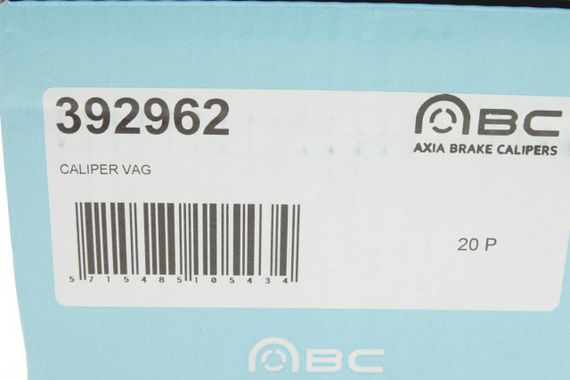 392962
ABC
AXIA BRAKE CALIPERS
CALIPER VAG
5715485105434
20 P
ABC